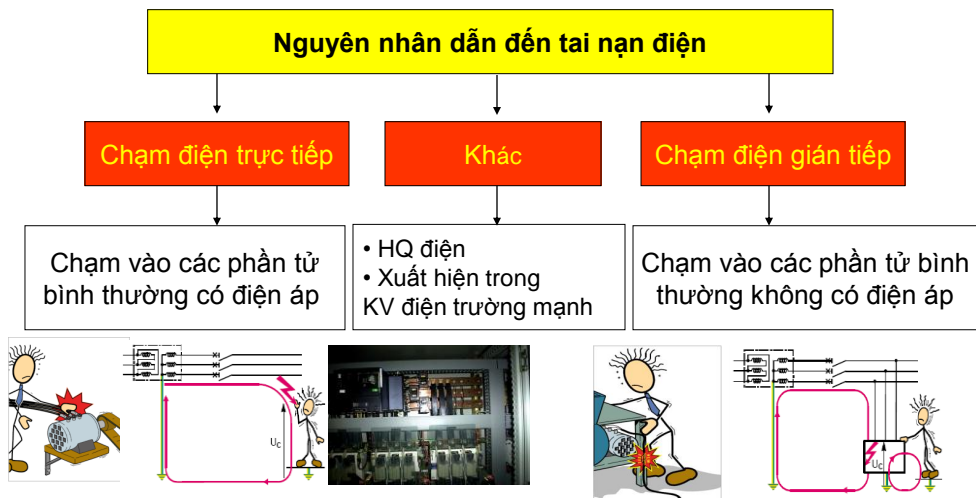 Nguyên nhân dẫn đến tai nạn điện
Chạm điện trực tiếp
Khác
Chạm điện gián tiếp
Chạm vào các phần tử
bình thường có điện áp
• HQ điện
• Xuất hiện trong
KV điện trường mạnh
Chạm vào các phần tử bình
thường không có điện áp
UC
UC